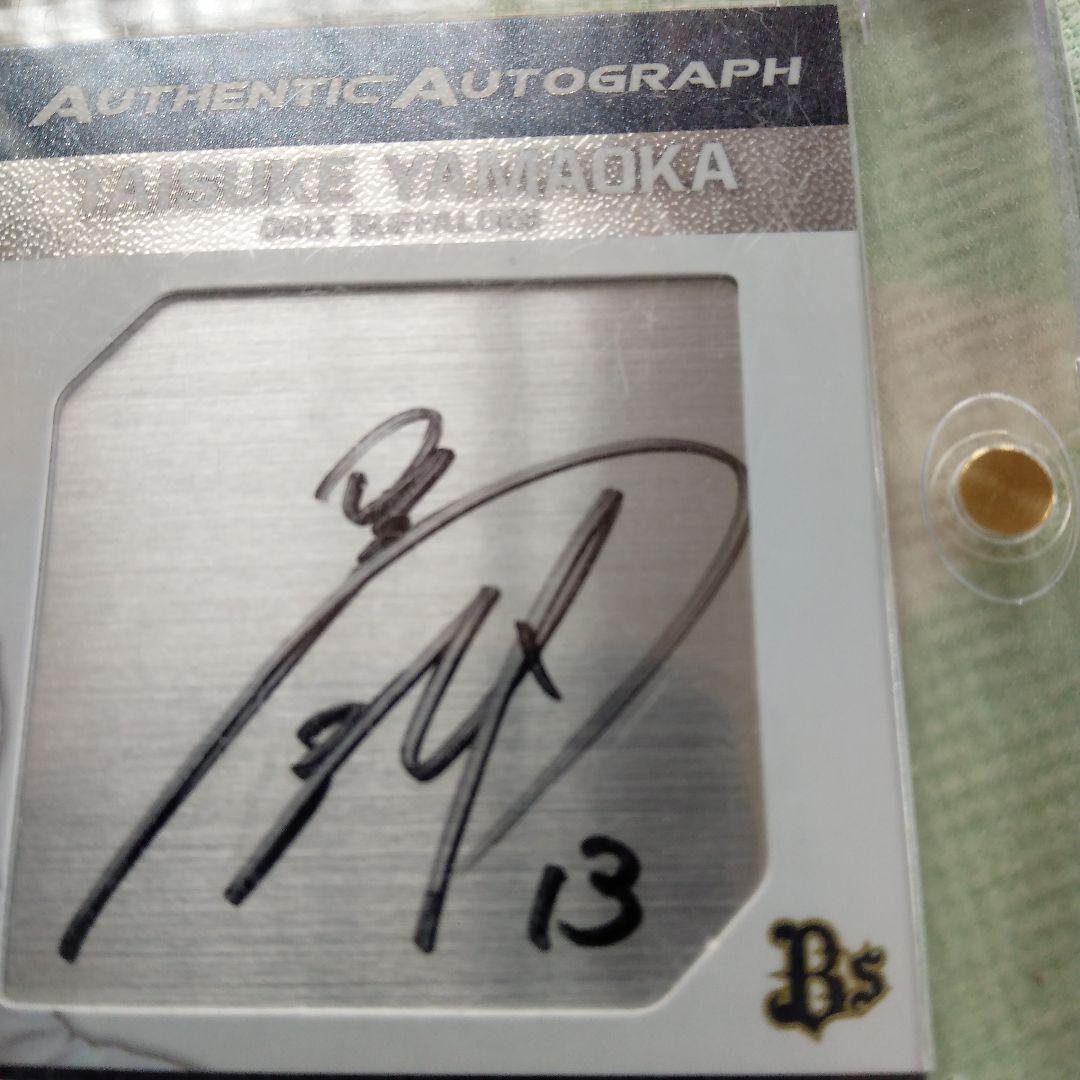 AUTHENTIC AUTOGRAPH
TAISUKE YAMAOKA
ORIX BUFFALOES
13
Bs